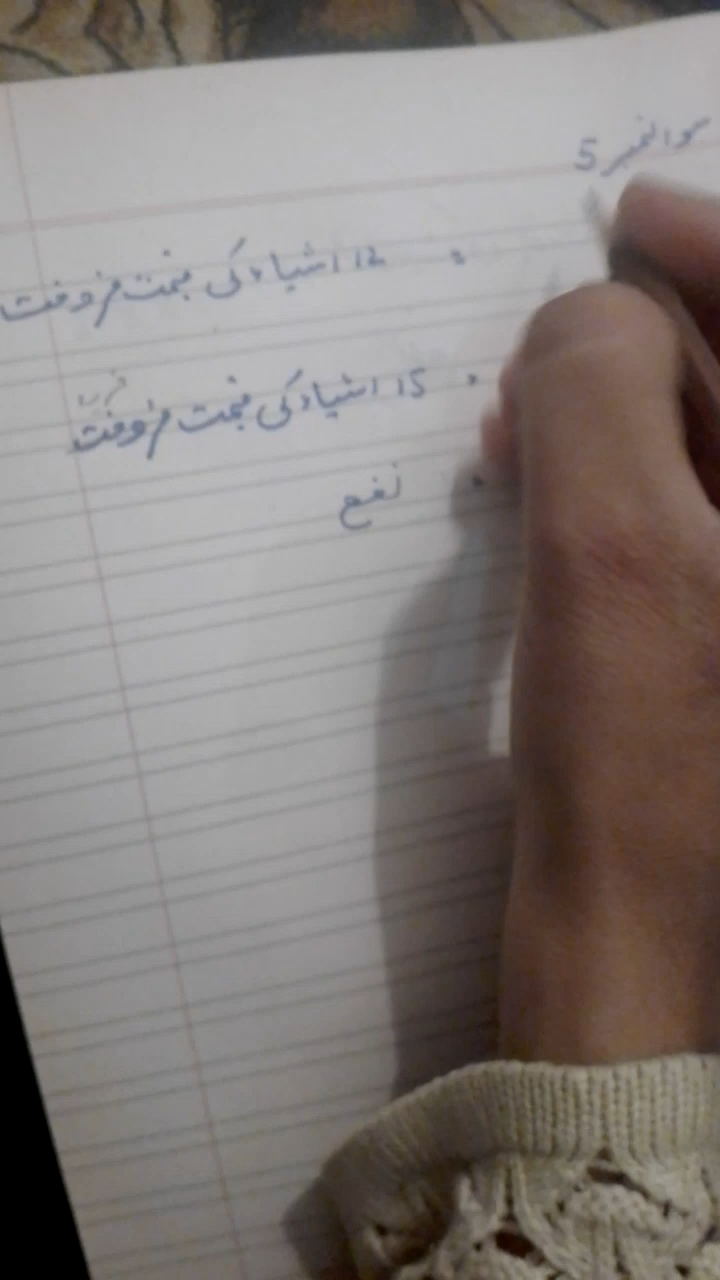 سوال نمبر 5
12 اشیاء کی قیمت فروخت
15 اشیاء کی قیمت فروخت
نفع